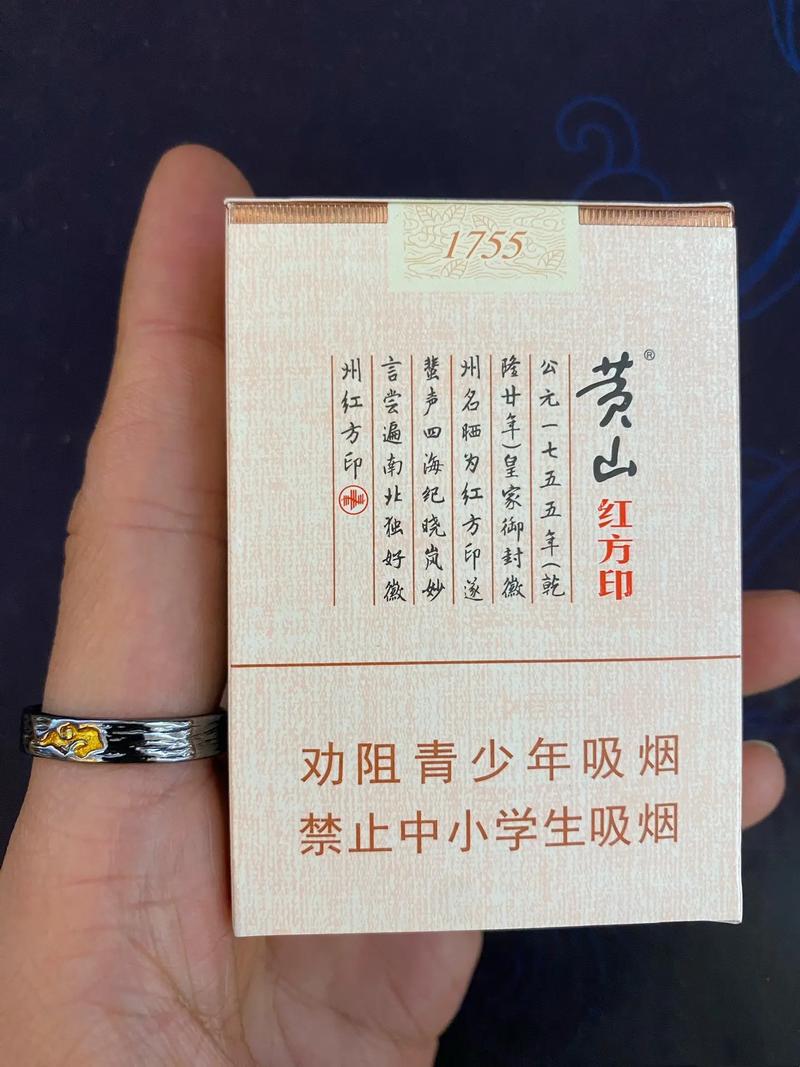 1755
黄山®
红方印
公元一七五五年(乾
隆廿年)皇家御封徽
州名晒为红方印遂
蜚声四海纪晓岚妙
言尝遍南北独好徽
州红方印
劝阻青少年吸烟
禁止中小学生吸烟